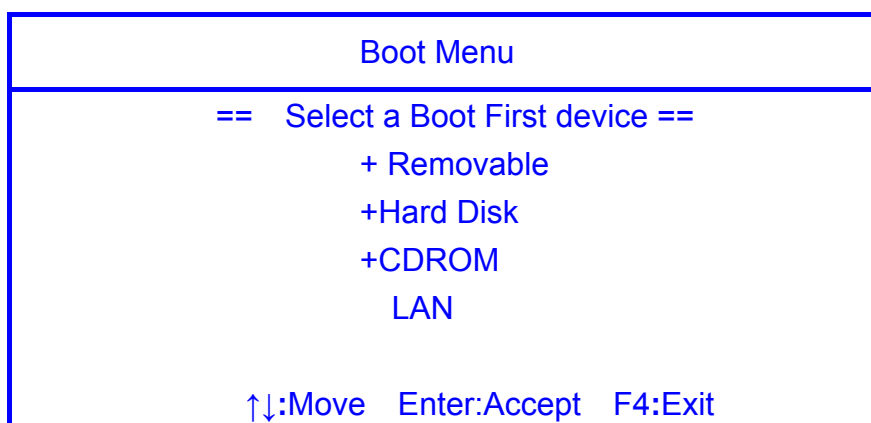 Boot Menu
== Select a Boot First device ==
+ Removable
+Hard Disk
+CDROM
LAN
↑↓:Move Enter:Accept F4:Exit